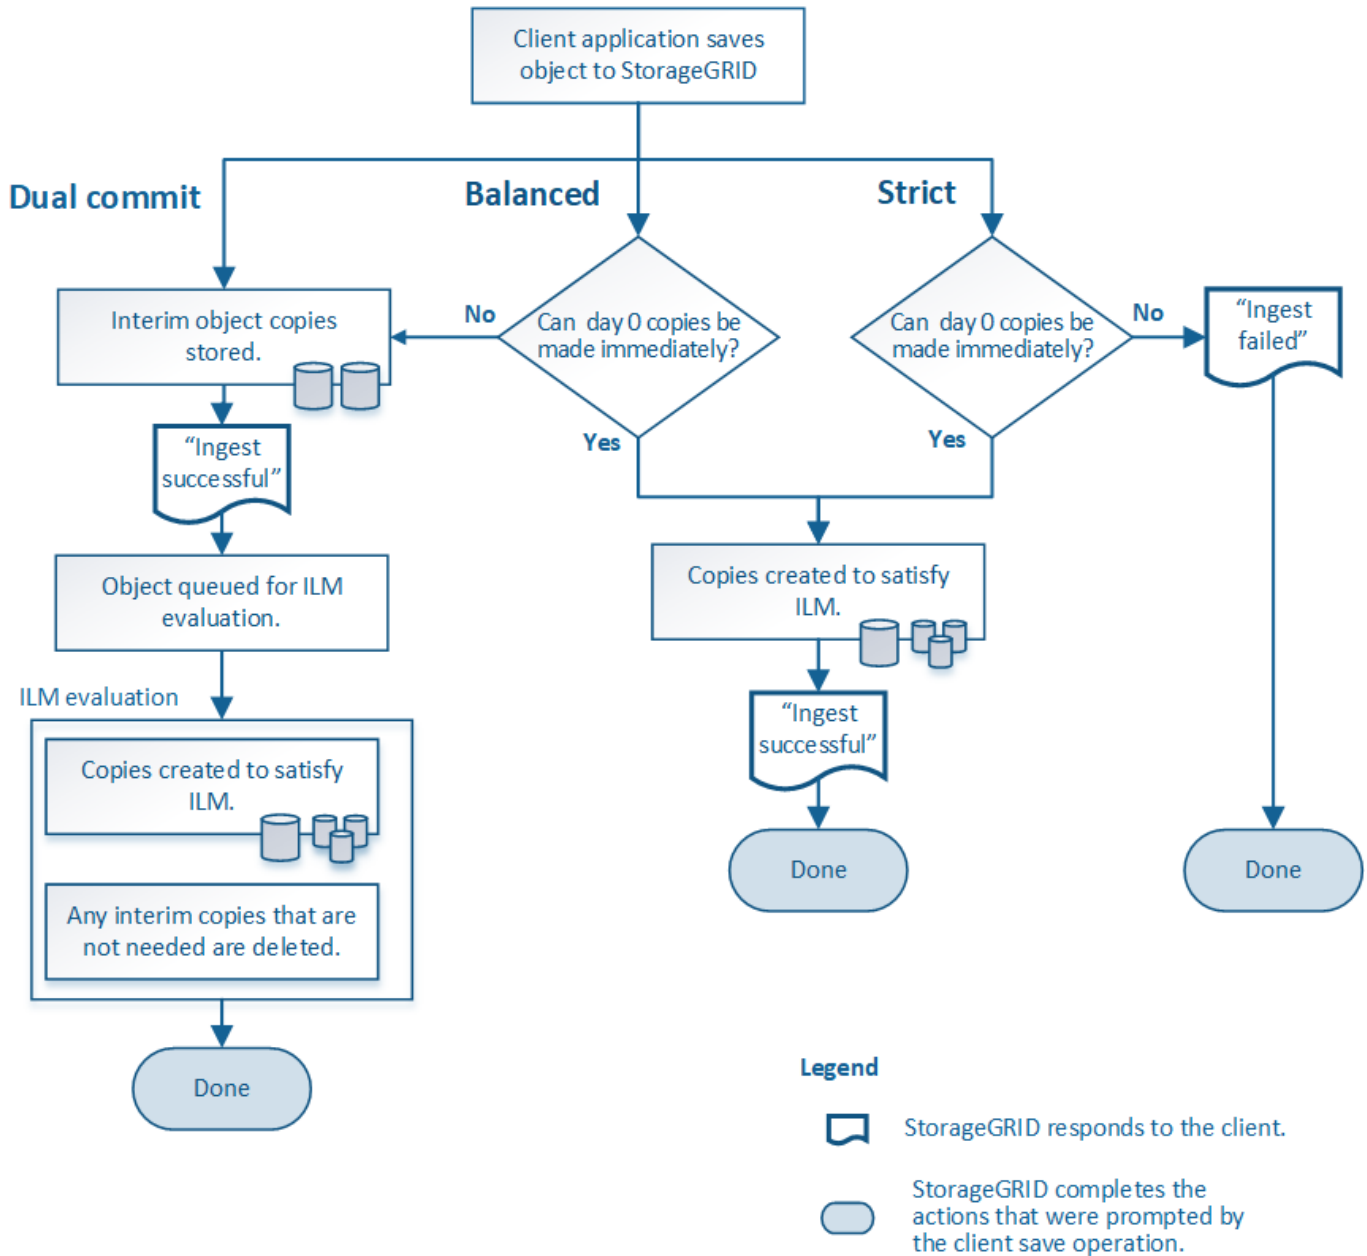 Client application saves
object to StorageGRID
Dual commit
Balanced
Strict
Interim object copies
stored.
No
Can day 0 copies be
made immediately?
Yes
Can day 0 copies be
made immediately?
No
Yes
“Ingest
failed”
“Ingest
successful”
Object queued for ILM
evaluation.
Copies created to satisfy
ILM.
ILM evaluation
“Ingest
successful”
Copies created to satisfy
ILM.
Any interim copies that are
not needed are deleted.
Done
Done
Done
Legend
StorageGRID responds to the client.
StorageGRID completes the
actions that were prompted by
the client save operation.